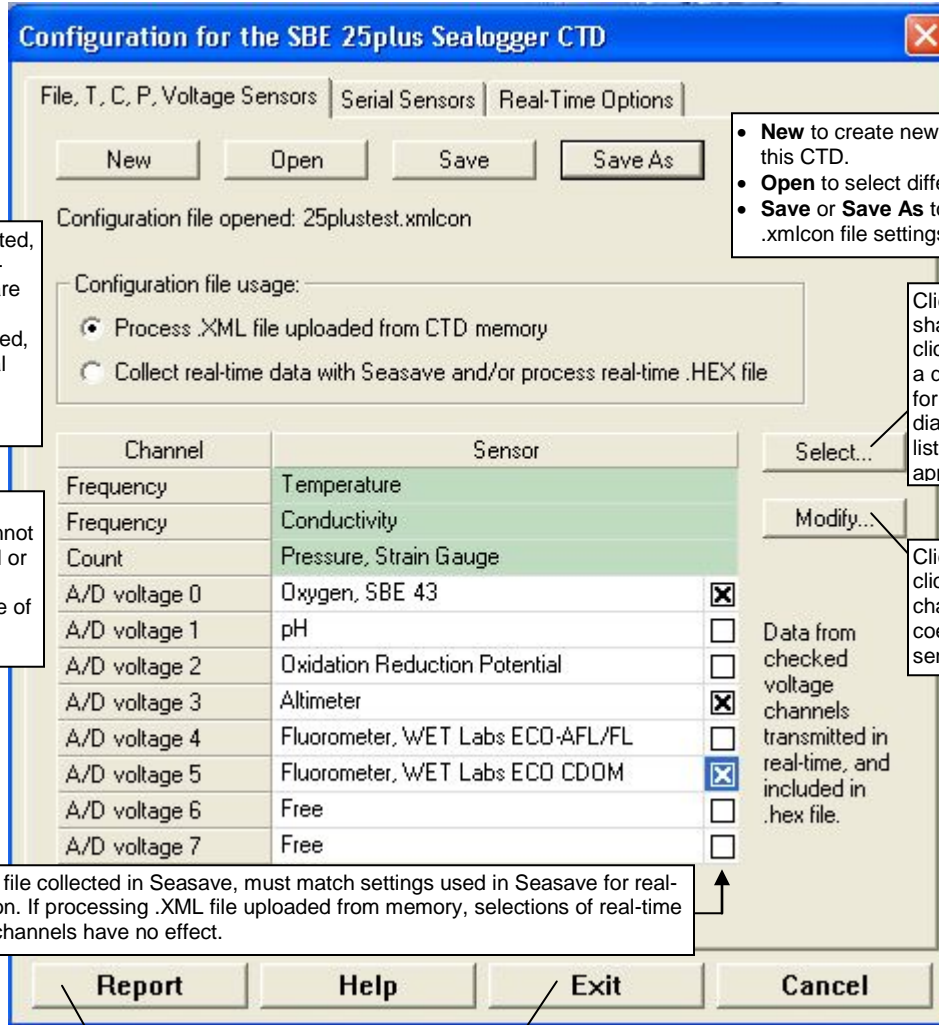 Configuration for the SBE 25plus Sealogger CTD
File, T, C, P, Voltage Sensors Serial Sensors Real-Time Options
New Open Save Save As
• New to create new
this CTD.
• Open to select
• Save or Save As
.xmlcon file
Configuration file opened: 25plustest.xmlcon
Configuration file usage:
Process .XML file uploaded from CTD memory
Collect real-time data with Seasave and/or process real-time .HEX file
a
for
list
Channel Sensor Select...
Frequency Temperature
Frequency Conductivity Modify...
Count Pressure, Strain Gauge
A/D voltage 0 Oxygen, SBE 43
A/D voltage 1 pH
A/D voltage 2 Oxidation Reduction Potential
A/D voltage 3 Altimeter
A/D voltage 4 Fluorometer, WET Labs ECO-AFL/FL
A/D voltage 5 Fluorometer, WET Labs ECO CDOM
A/D voltage 6 Free
A/D voltage 7 Free
or
of
Data from
checked
voltage
channels
transmitted in
real-time, and
included in
.hex file.
file collected in Seasave, must match settings used in Seasave for real-
If processing .XML file uploaded from memory, selections of real-time
channels have no effect.
Report Help Exit Cancel